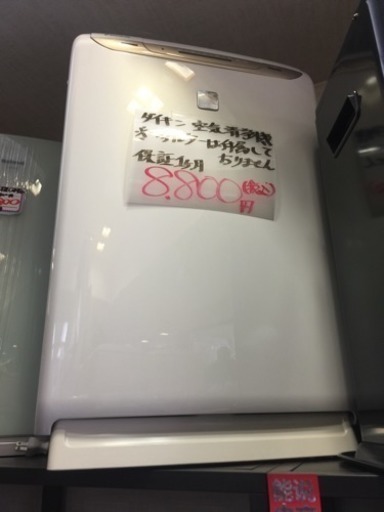 ダイキン 空気清浄機
フィルターは付属して
おりません
保証1ヶ月
8,800(税込)
円